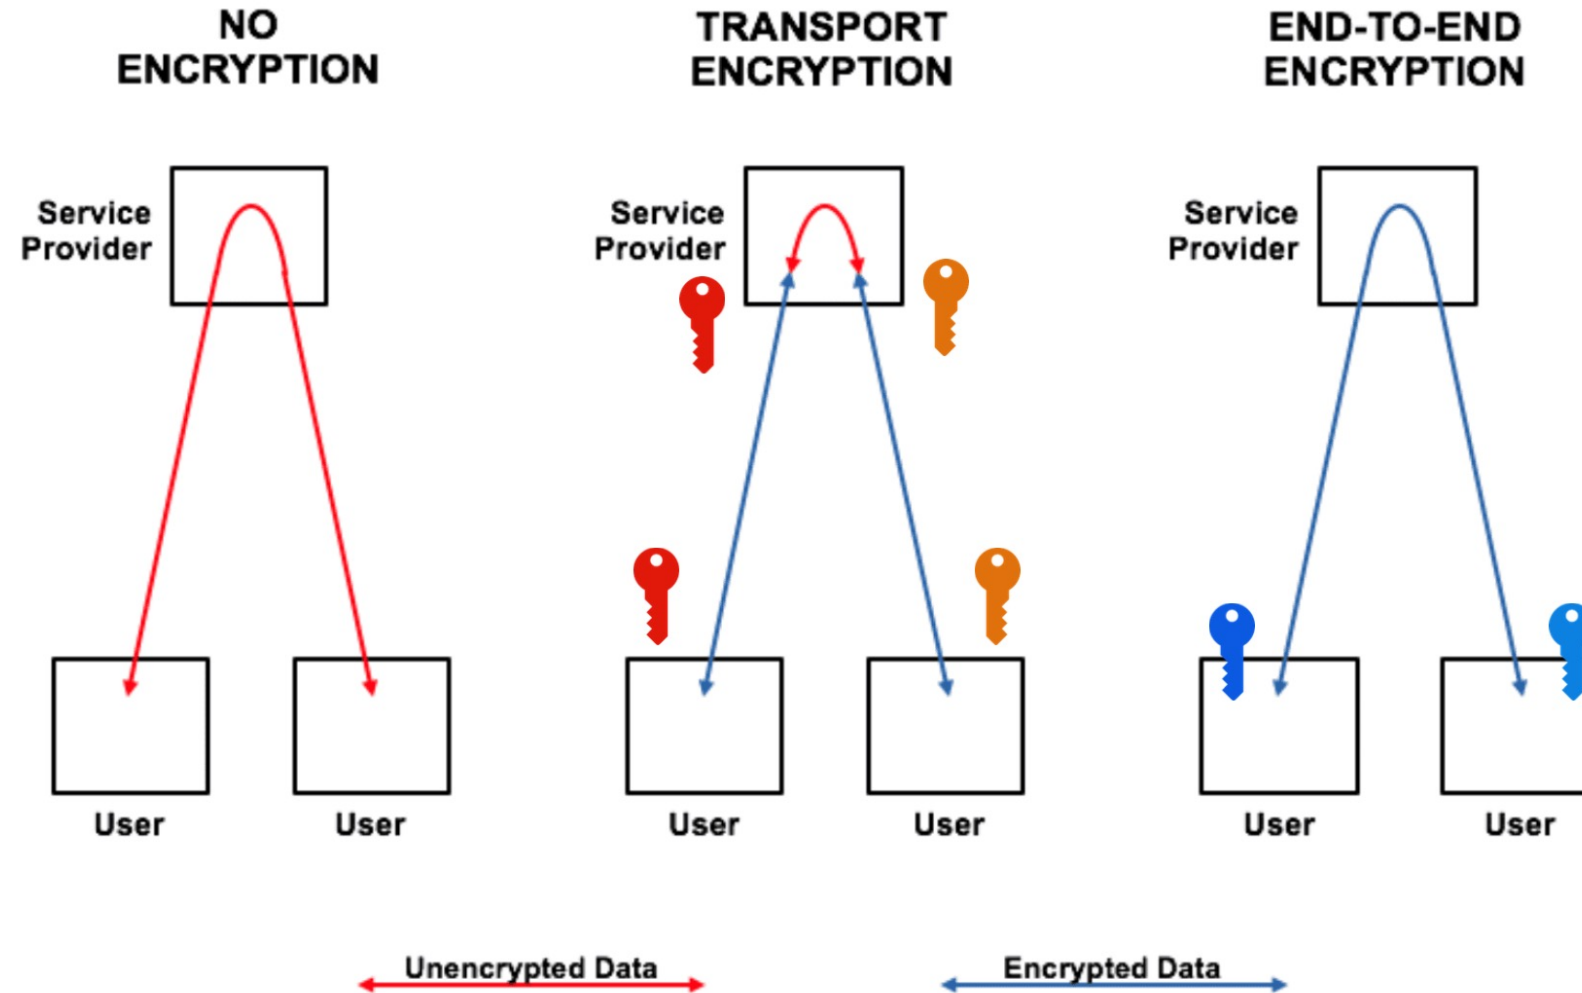 NO
ENCRYPTION
TRANSPORT
ENCRYPTION
END-TO-END
ENCRYPTION
Service
Provider
Service
Provider
Service
Provider
User
User
User
User
User
User
Unencrypted Data
Encrypted Data